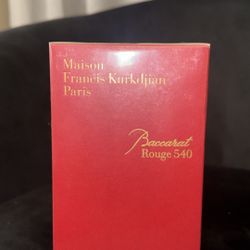 Maison
Francis Kurkdjian
Paris
Baccarat
Rouge 540